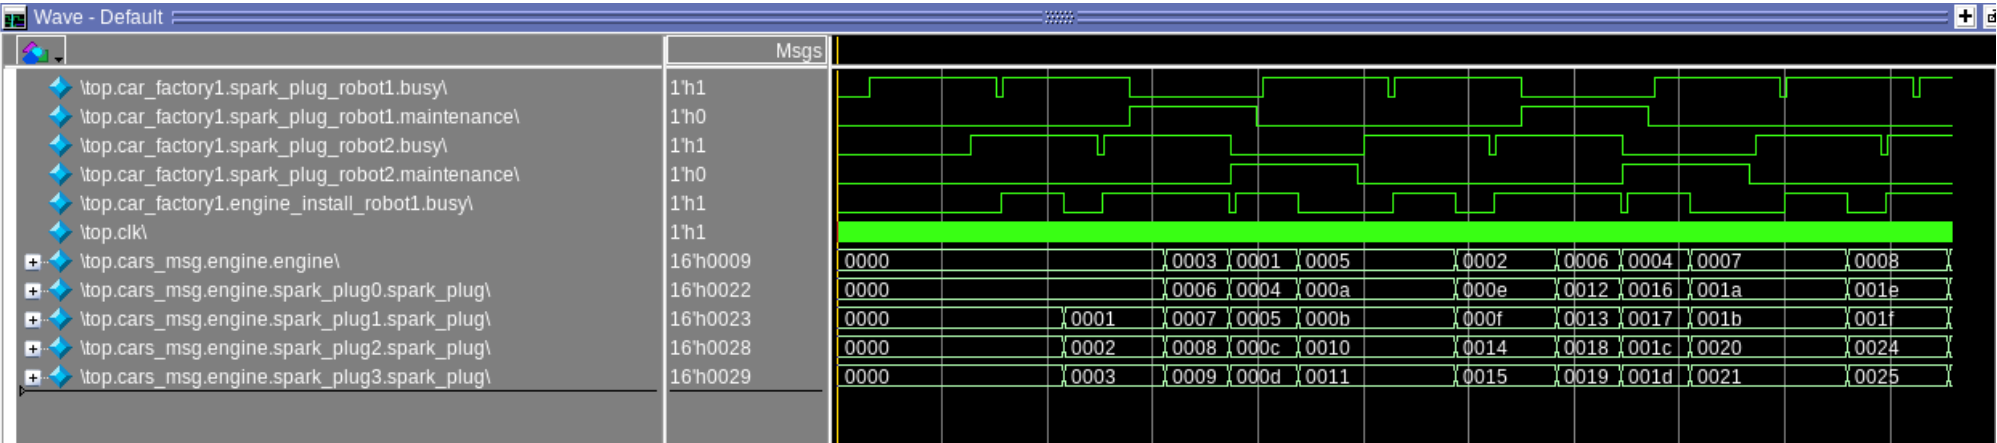 Wave - Default
Msgs
\top.car_factory1.spark_plug_robot1.busy\ 1'h1
\top.car_factory1.spark_plug_robot1.maintenance\ 1'h0
\top.car_factory1.spark_plug_robot2.busy\ 1'h1
\top.car_factory1.spark_plug_robot2.maintenance\ 1'h0
\top.car_factory1.engine_install_robot1.busy\ 1'h1
\top.clk\ 1'h1
\top.cars_msg.engine.engine\ 16'h0009 0000 0003 0001 0005 0002 0006 0004 0007 0008
\top.cars_msg.engine.spark_plug0.spark_plug\ 16'h0022 0000 0006 0004 000a 000e 0012 0016 001a 001e
\top.cars_msg.engine.spark_plug1.spark_plug\ 16'h0023 0000 0001 0007 0005 000b 000f 0013 0017 001b 001f
\top.cars_msg.engine.spark_plug2.spark_plug\ 16'h0028 0000 0002 0008 000c 0010 0014 0018 001c 0020 0024
\top.cars_msg.engine.spark_plug3.spark_plug\ 16'h0029 0000 0003 0009 000d 0011 0015 0019 001d 0021 0025